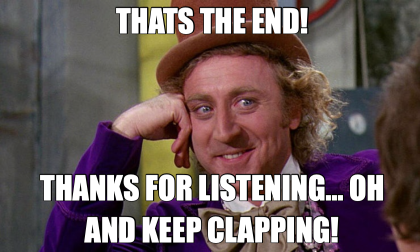 THATS THE END!
THANKS FOR LISTENING... OH
AND KEEP CLAPPING!